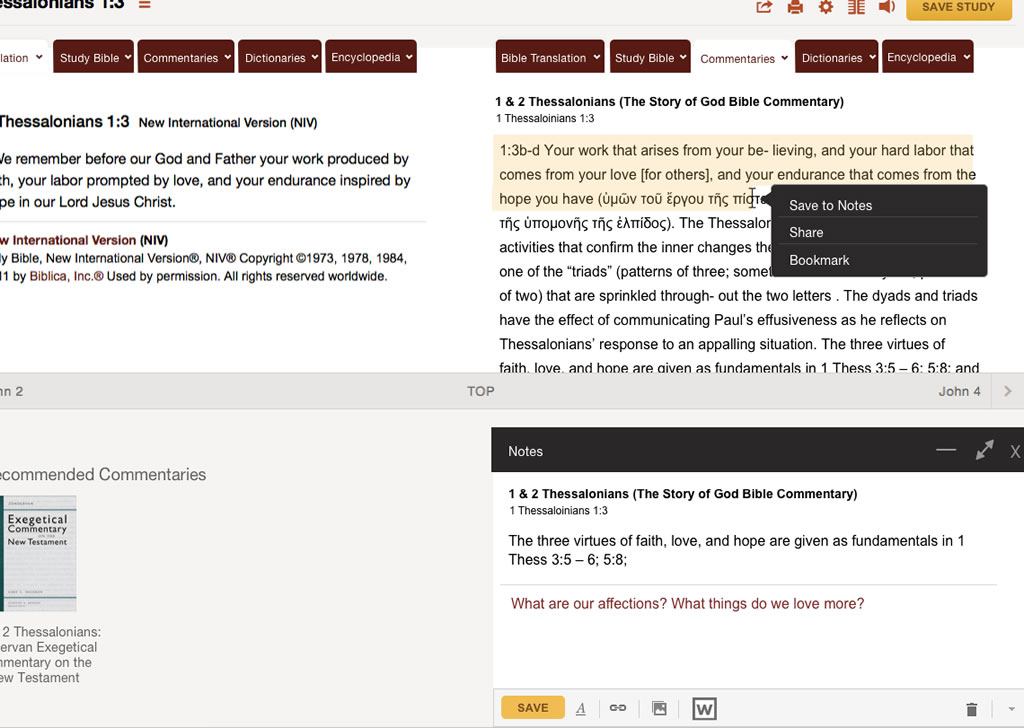 ssalonians 1:3
SAVE STUDY
lation
Study Bible
Commentaries
Dictionaries
Encyclopedia
Bible Translation
Study Bible
Commentaries
Dictionaries
Encyclopedia
Thessalonians 1:3 New International Version (NIV)
We remember before our God and Father your work produced by
th, your labor prompted by love, and your endurance inspired by
pe in our Lord Jesus Christ.
w International Version (NIV)
ly Bible, New International Version®, NIV® Copyright ©1973, 1978, 1984,
11 by Biblica, Inc.® Used by permission. All rights reserved worldwide.
1 & 2 Thessalonians (The Story of God Bible Commentary)
1 Thessaloinians 1:3
1:3b-d Your work that arises from your be- lieving, and your hard labor that
comes from your love [for others], and your endurance that comes from the
hope you have (ὑμῶν τοῦ ἔργου τῆς πίστε
τῆς ὑπομονῆς τῆς ἐλπίδος). The Thessalon
activities that confirm the inner changes the
one of the “triads” (patterns of three; somet
of two) that are sprinkled through- out the two letters . The dyads and triads
have the effect of communicating Paul’s effusiveness as he reflects on
Thessalonians’ response to an appalling situation. The three virtues of
faith, love, and hope are given as fundamentals in 1 Thess 3:5 – 6; 5:8; and
Save to Notes
Share
Bookmark
hn 2
TOP
John 4
ecommended Commentaries
Exegetical
Commentary
ON THE
New Testament
2 Thessalonians:
ervan Exegetical
mmentary on the
ew Testament
Notes
X
1 & 2 Thessalonians (The Story of God Bible Commentary)
1 Thessaloinians 1:3
The three virtues of faith, love, and hope are given as fundamentals in 1
Thess 3:5 – 6; 5:8;
What are our affections? What things do we love more?
SAVE
A
W